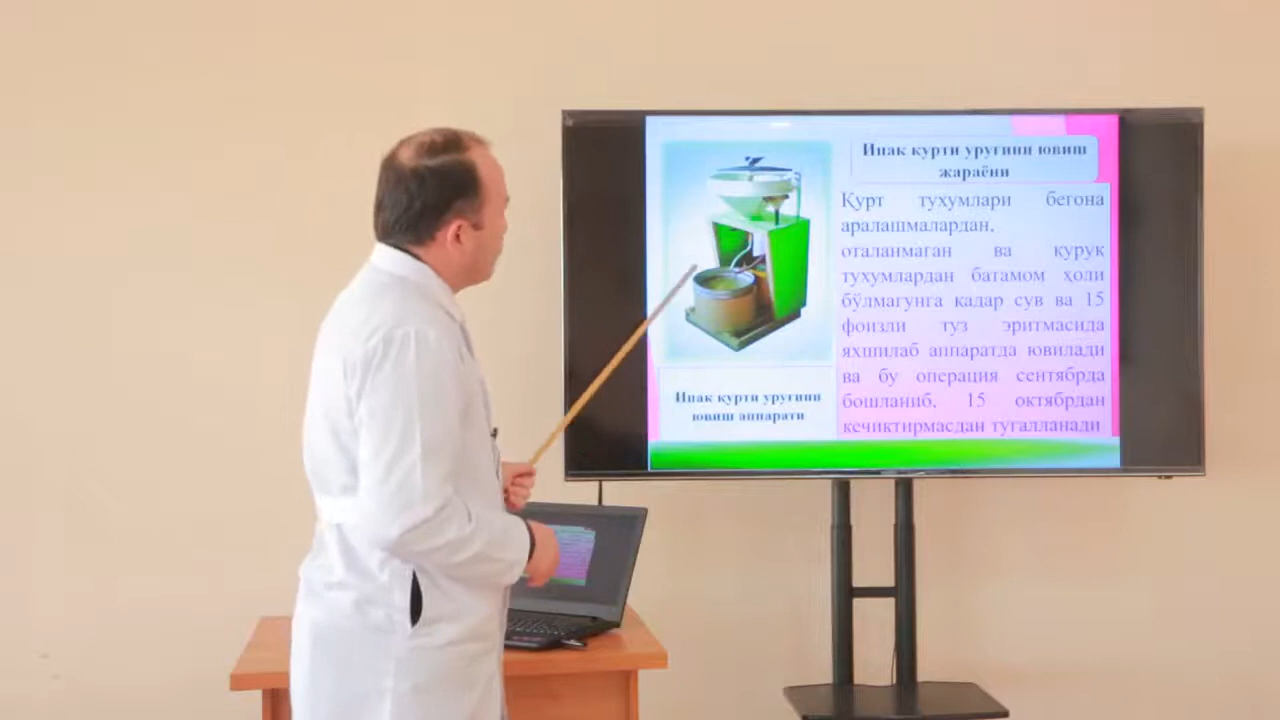 Ипак қурти уруғини ювиш
жараёни
Қурт тухумлари бегона
аралашмалардан,
оталанмаган ва қуруқ
тухумлардан батамом ҳоли
бўлмагунга қадар сув ва 15
фоизли туз эритмасида
яхшилаб аппаратда ювилади
ва бу операция сентябрда
бошланиб, 15 октябрдан
кечиктирмасдан тугалланади
Ипак қурти уруғини
ювиш аппарати